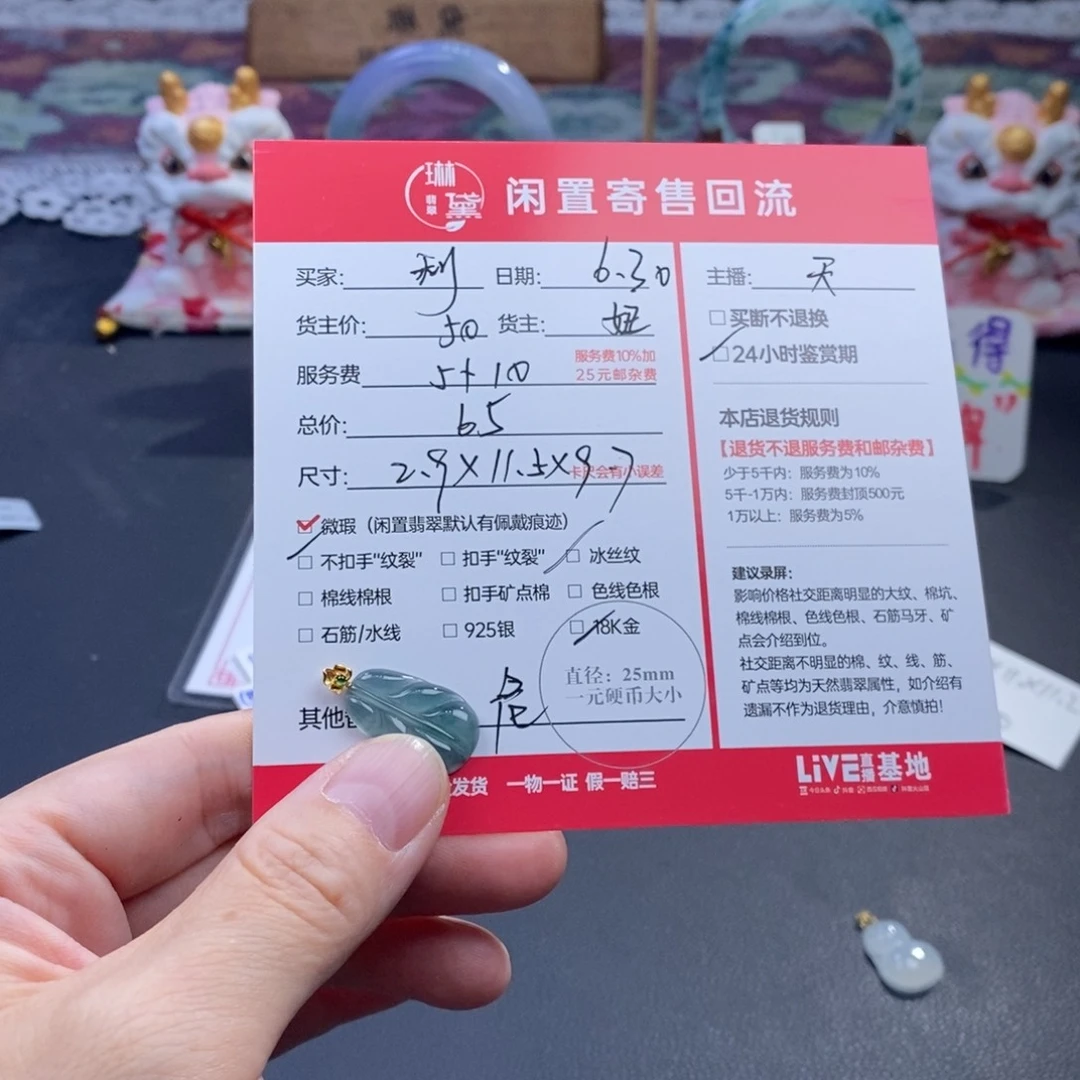 琳黛
翡翠
闲置寄售回流
买家: 利 日期: 6.30
货主价: 50 货主: 妞
服务费 5+10 服务费10%加
25元邮杂费
总价: 65
尺寸: 2.9×11.5×9.7 卡尺会有小误差
微瑕(闲置翡翠默认有佩戴痕迹)
□ 不扣手"纹裂" □ 扣手"纹裂" □ 冰丝纹
□ 棉线棉根 □ 扣手矿点棉 □ 色线色根
□ 石筋/水线 □ 925银 □ 18K金
直径:25mm
一元硬币大小
其他
发货 一物一证 假一赔三
主播: 天
□买断不退换
□24小时鉴赏期
本店退货规则
【退货不退服务费和邮杂费】
少于5千内:服务费为10%
5千-1万内:服务费封顶500元
1万以上:服务费为5%
建议录屏:
影响价格社交距离明显的大纹、棉坑、
棉线棉根、色线色根、石筋马牙、矿
点会介绍到位。
社交距离不明显的棉、纹、线、筋、
矿点等均为天然翡翠属性,如介绍有
遗漏不作为退货理由,介意慎拍!
LiVE直播基地
得